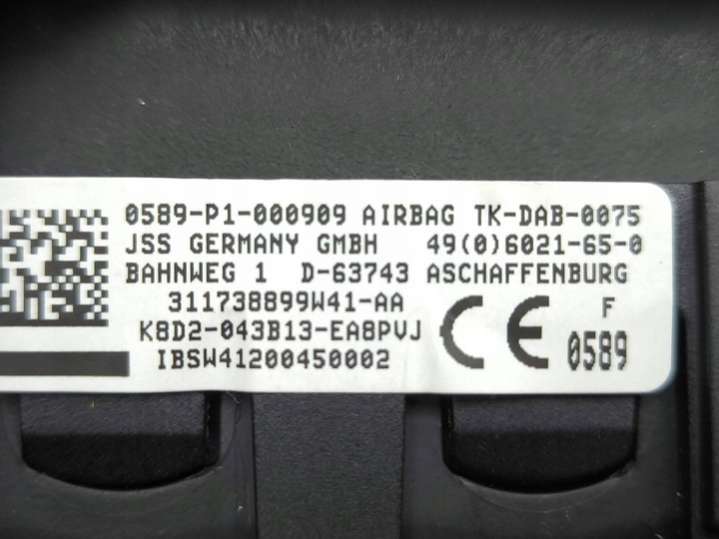 0589-P1-000909 AIRBAG TK-DAB-0075
JSS GERMANY GMBH 49(0)6021-65-0
BAHNWEG 1 D-63743 ASCHAFFENBURG
311738899W41-AA
K8D2-043B13-EA8PVJ
IBSW41200450002
CE
F
0589